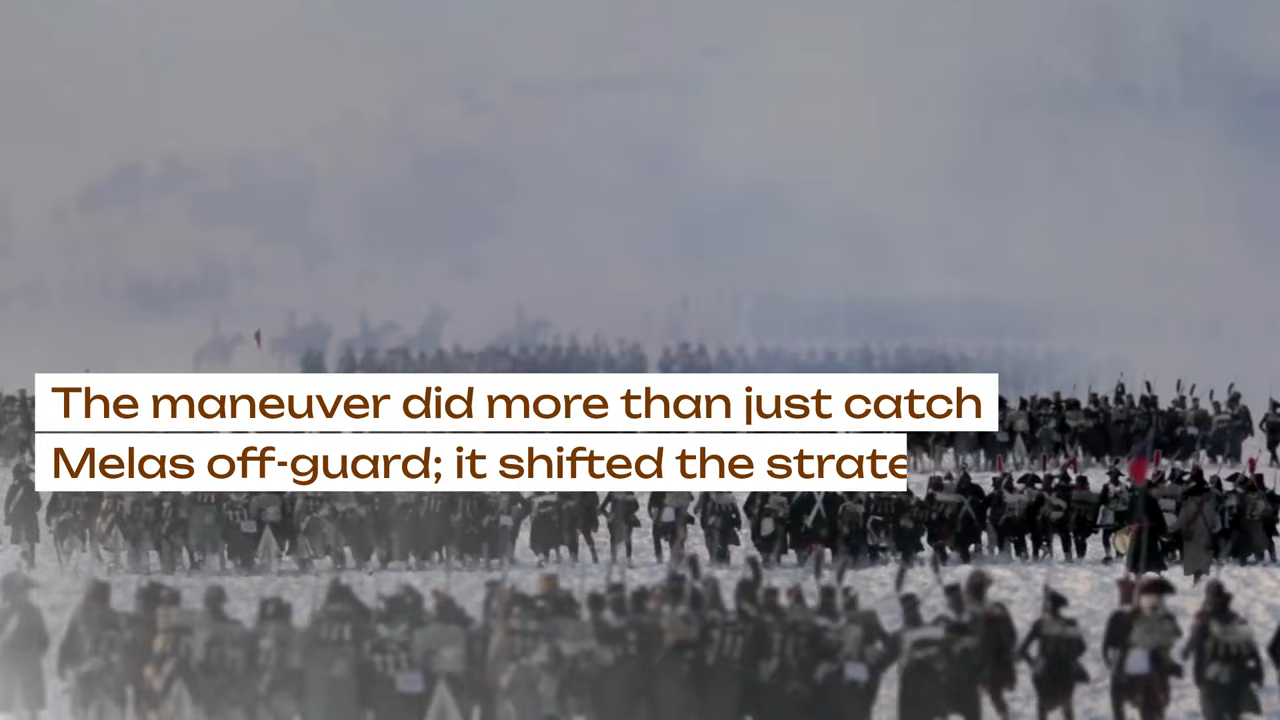 The maneuver did more than just catch
Melas off-guard; it shifted the strate